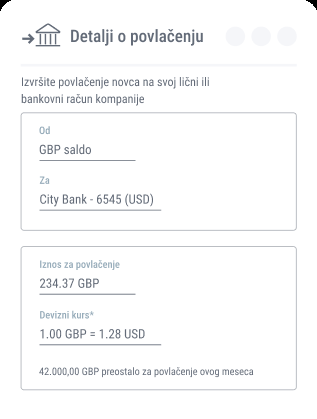 Detalji o povlačenju
Izvršite povlačenje novca na svoj lični ili
bankovni račun kompanije
Od
GBP saldo
Za
City Bank - 6545 (USD)
Iznos za povlačenje
234.37 GBP
Devizni kurs*
1.00 GBP = 1.28 USD
42.000,00 GBP preostalo za povlačenje ovog meseca